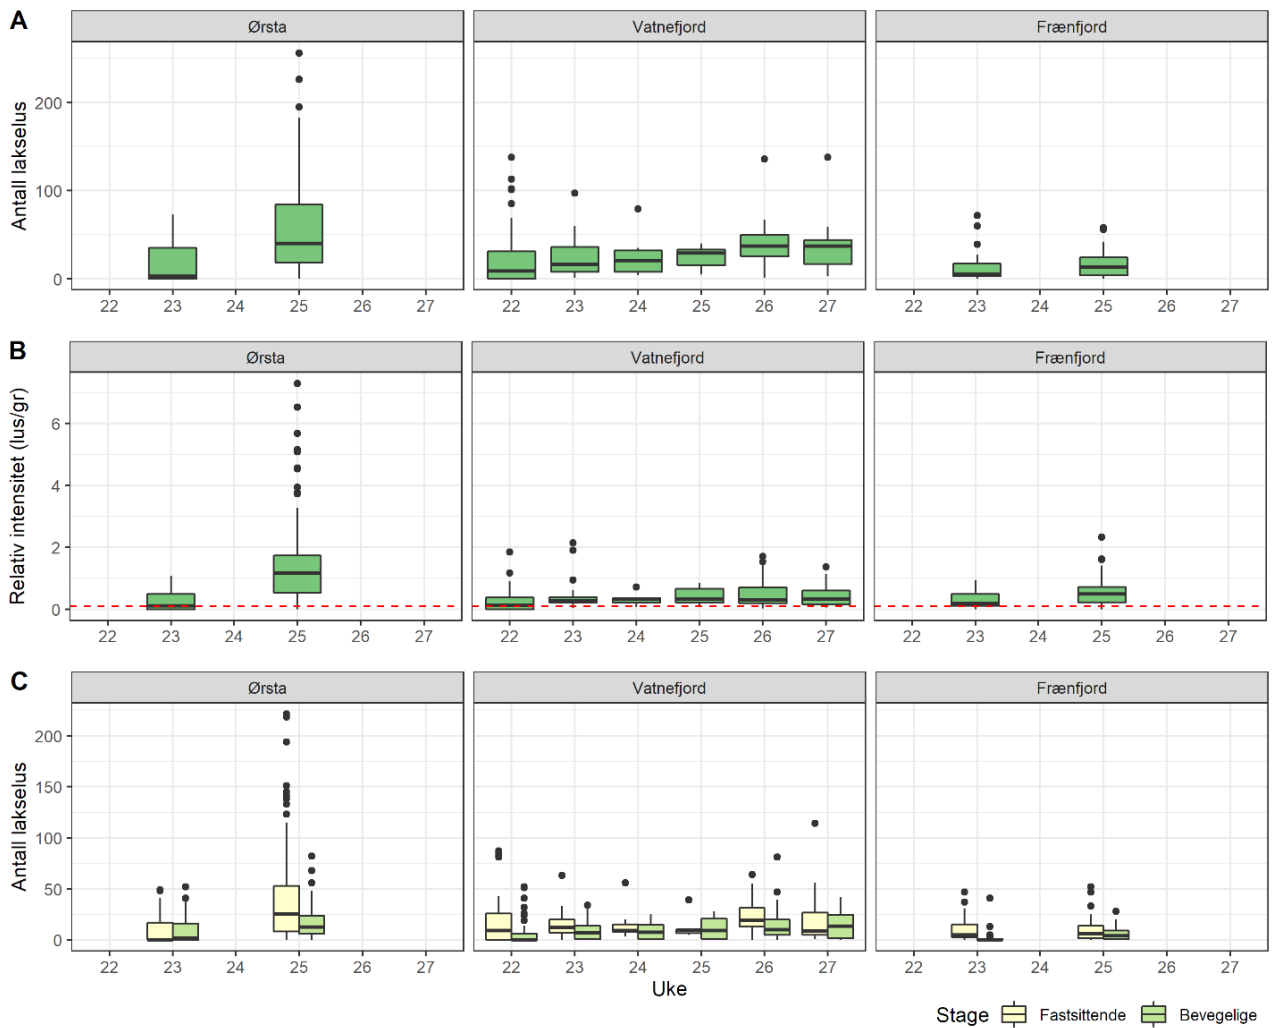 A
Ørsta
Vatnefjord
Frænfjord
Antall lakselus
200
100
0
22 23 24 25 26 27
22 23 24 25 26 27
22 23 24 25 26 27
B
Ørsta
Vatnefjord
Frænfjord
Relativ intensitet (lus/gr)
6
4
2
0
22 23 24 25 26 27
22 23 24 25 26 27
22 23 24 25 26 27
C
Ørsta
Vatnefjord
Frænfjord
Antall lakselus
200
150
100
50
0
22 23 24 25 26 27
22 23 24 25 26 27
22 23 24 25 26 27
Uke
Stage Fastsittende Bevegelige